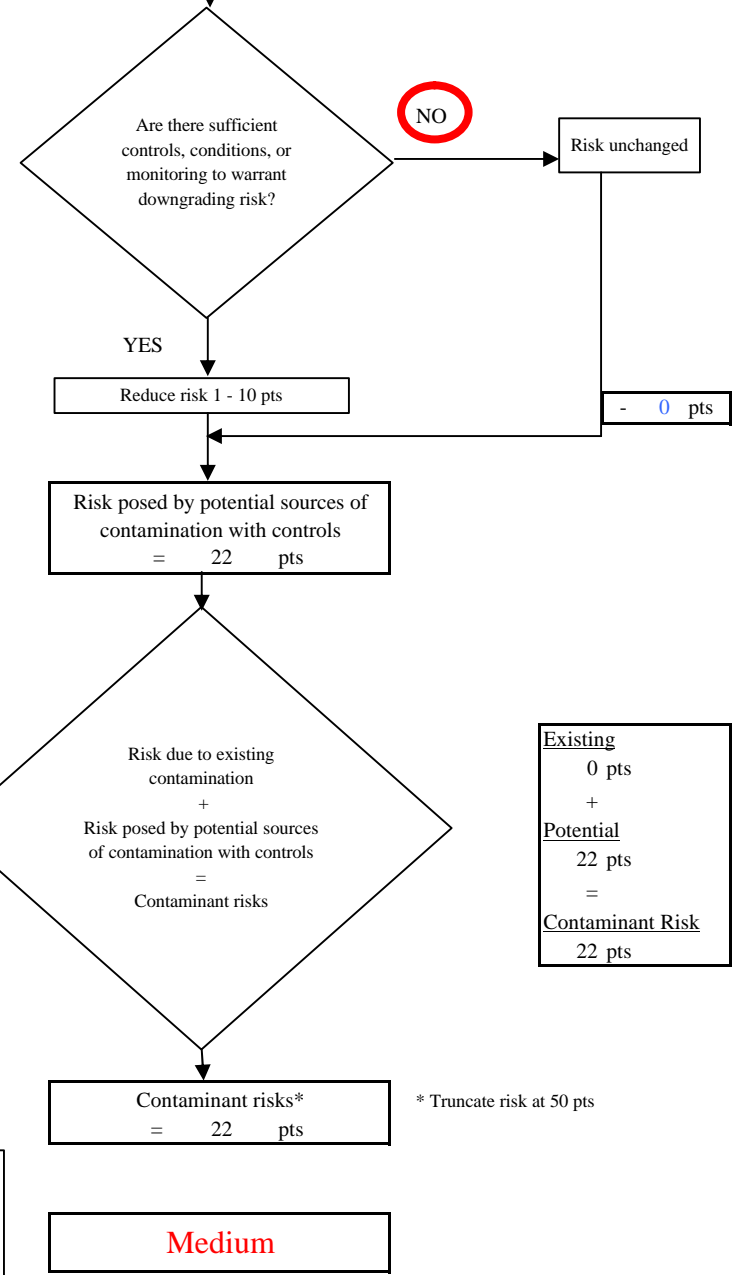 Are there sufficient
controls, conditions, or
monitoring to warrant
downgrading risk?
NO
Risk unchanged
YES
Reduce risk 1 - 10 pts
- 0 pts
Risk posed by potential sources of
contamination with controls
= 22 pts
Risk due to existing
contamination
+
Risk posed by potential sources
of contamination with controls
=
Contaminant risks
Existing
0 pts
+
Potential
22 pts
=
Contaminant Risk
22 pts
Contaminant risks*
= 22 pts
* Truncate risk at 50 pts
Medium